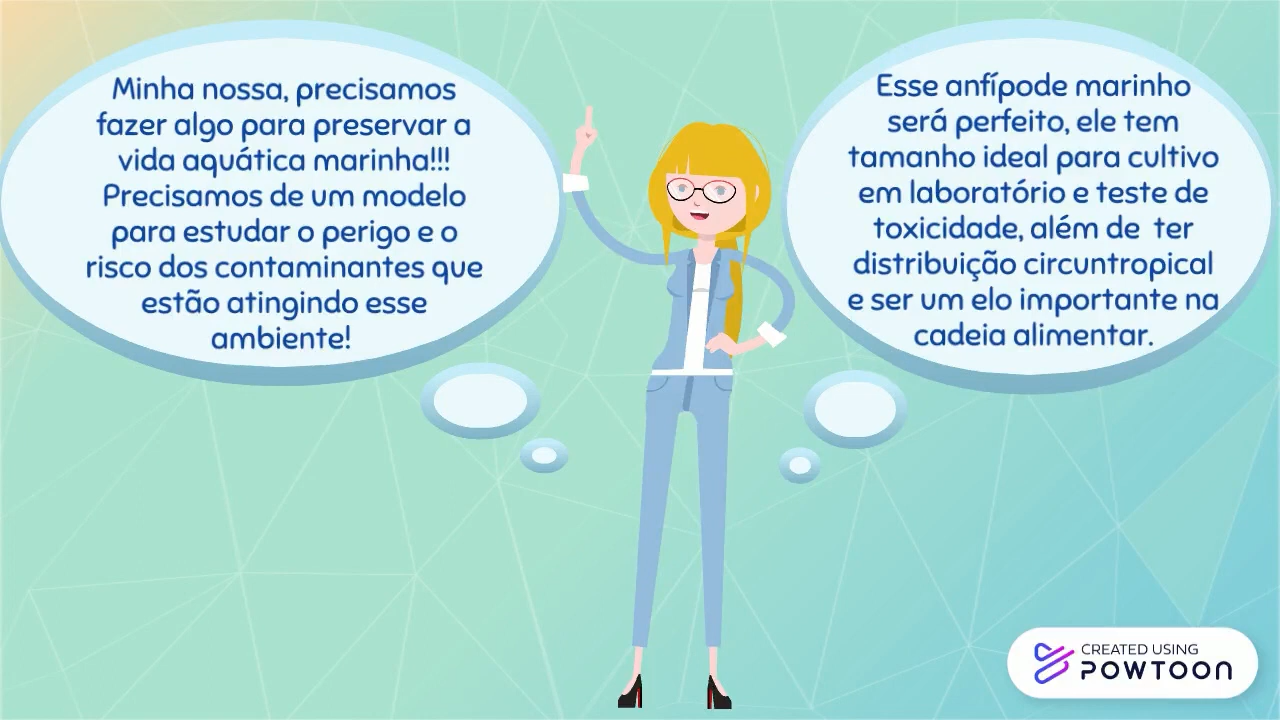 Minha nossa, precisamos
fazer algo para preservar a
vida aquática marinha!!!
Precisamos de um modelo
para estudar o perigo e o
risco dos contaminantes que
estão atingindo esse
ambiente!
Esse anfípode marinho
será perfeito, ele tem
tamanho ideal para cultivo
em laboratório e teste de
toxicidade, além de  ter
distribuição circuntropical
e ser um elo importante na
cadeia alimentar.
CREATED USING
POWTOON